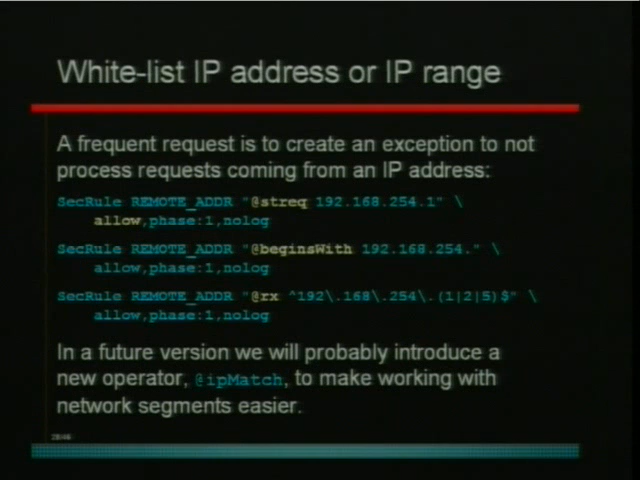 White-list IP address or IP range
A frequent request is to create an exception to not
process requests coming from an IP address:
SecRule REMOTE_ADDR "@streq 192.168.254.1" \
allow,phase:1,nolog
SecRule REMOTE_ADDR "@beginsWith 192.168.254." \
allow,phase:1,nolog
SecRule REMOTE_ADDR "@rx ^192\.168\.254\.(1|2|5)$" \
allow,phase:1,nolog
In a future version we will probably introduce a
new operator, @ipMatch, to make working with
network segments easier.